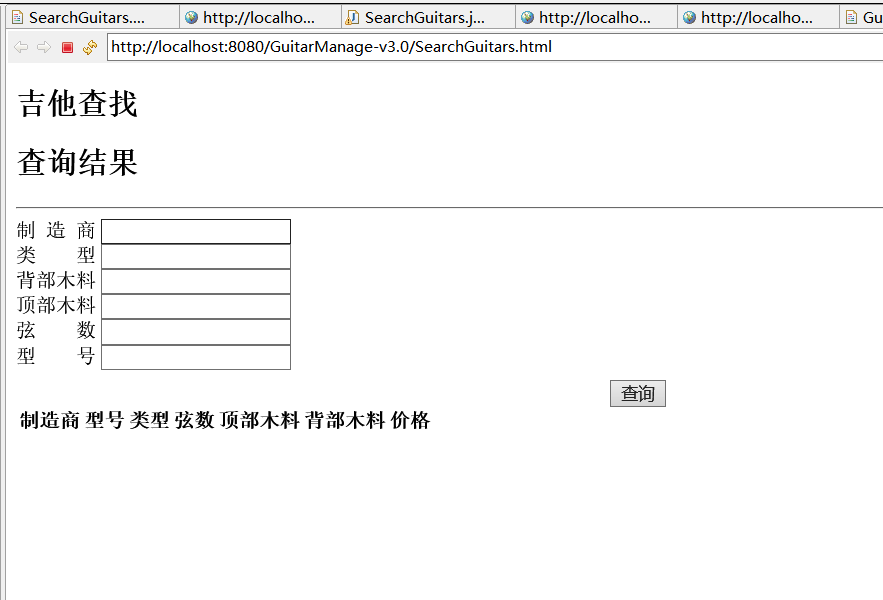 SearchGuitars.... http://localho... SearchGuitars.j... http://localho... http://localho... Gu
http://localhost:8080/GuitarManage-v3.0/SearchGuitars.html
吉他查找
查询结果
制 造 商
类 型
背部木料
顶部木料
弦 数
型 号
查询
制造商 型号 类型 弦数 顶部木料 背部木料 价格